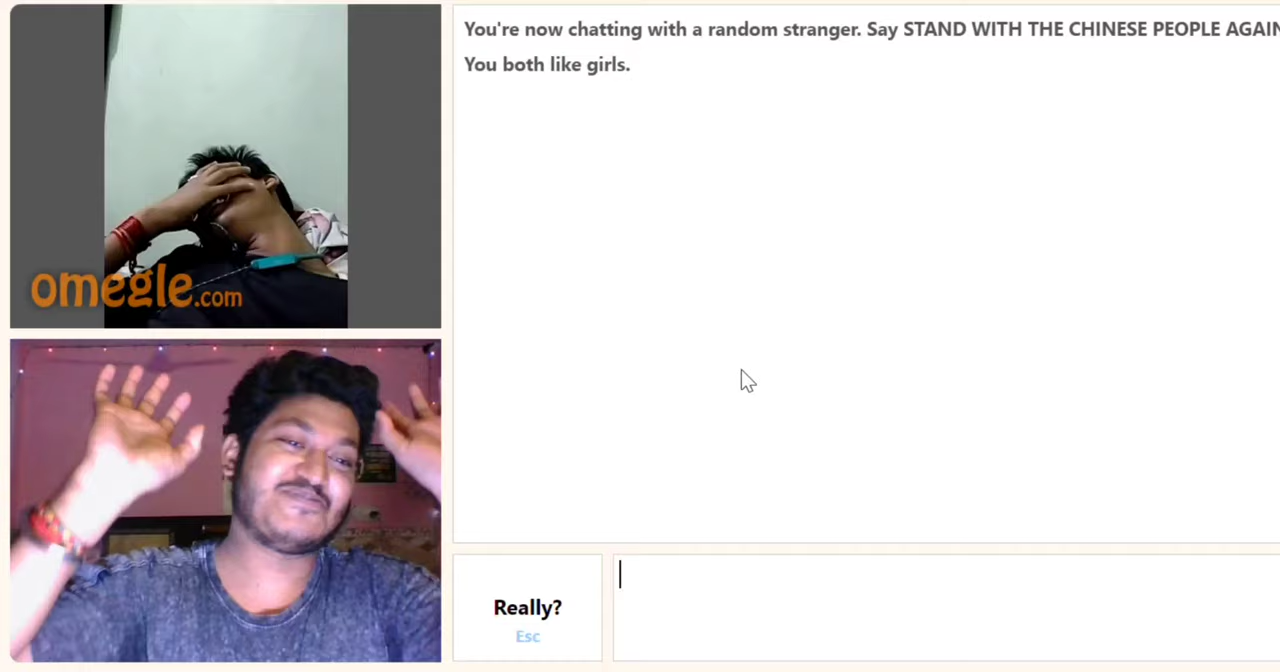 You're now chatting with a random stranger. Say STAND WITH THE CHINESE PEOPLE
You both like girls.
omegle.com
Really?
Esc